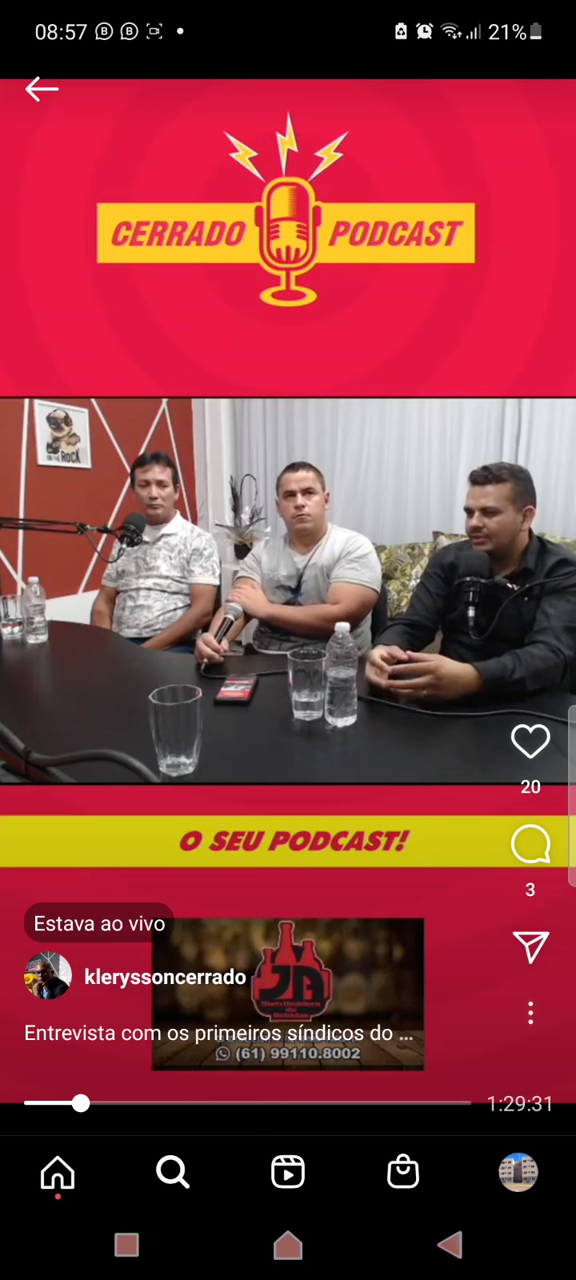 08:57
21%
CERRADO PODCAST
ROCK
O SEU PODCAST!
Estava ao vivo
JA
kleryssoncerrado
Entrevista com os primeiros síndicos do ...
(61) 99110.8002
1:29:31
20
3